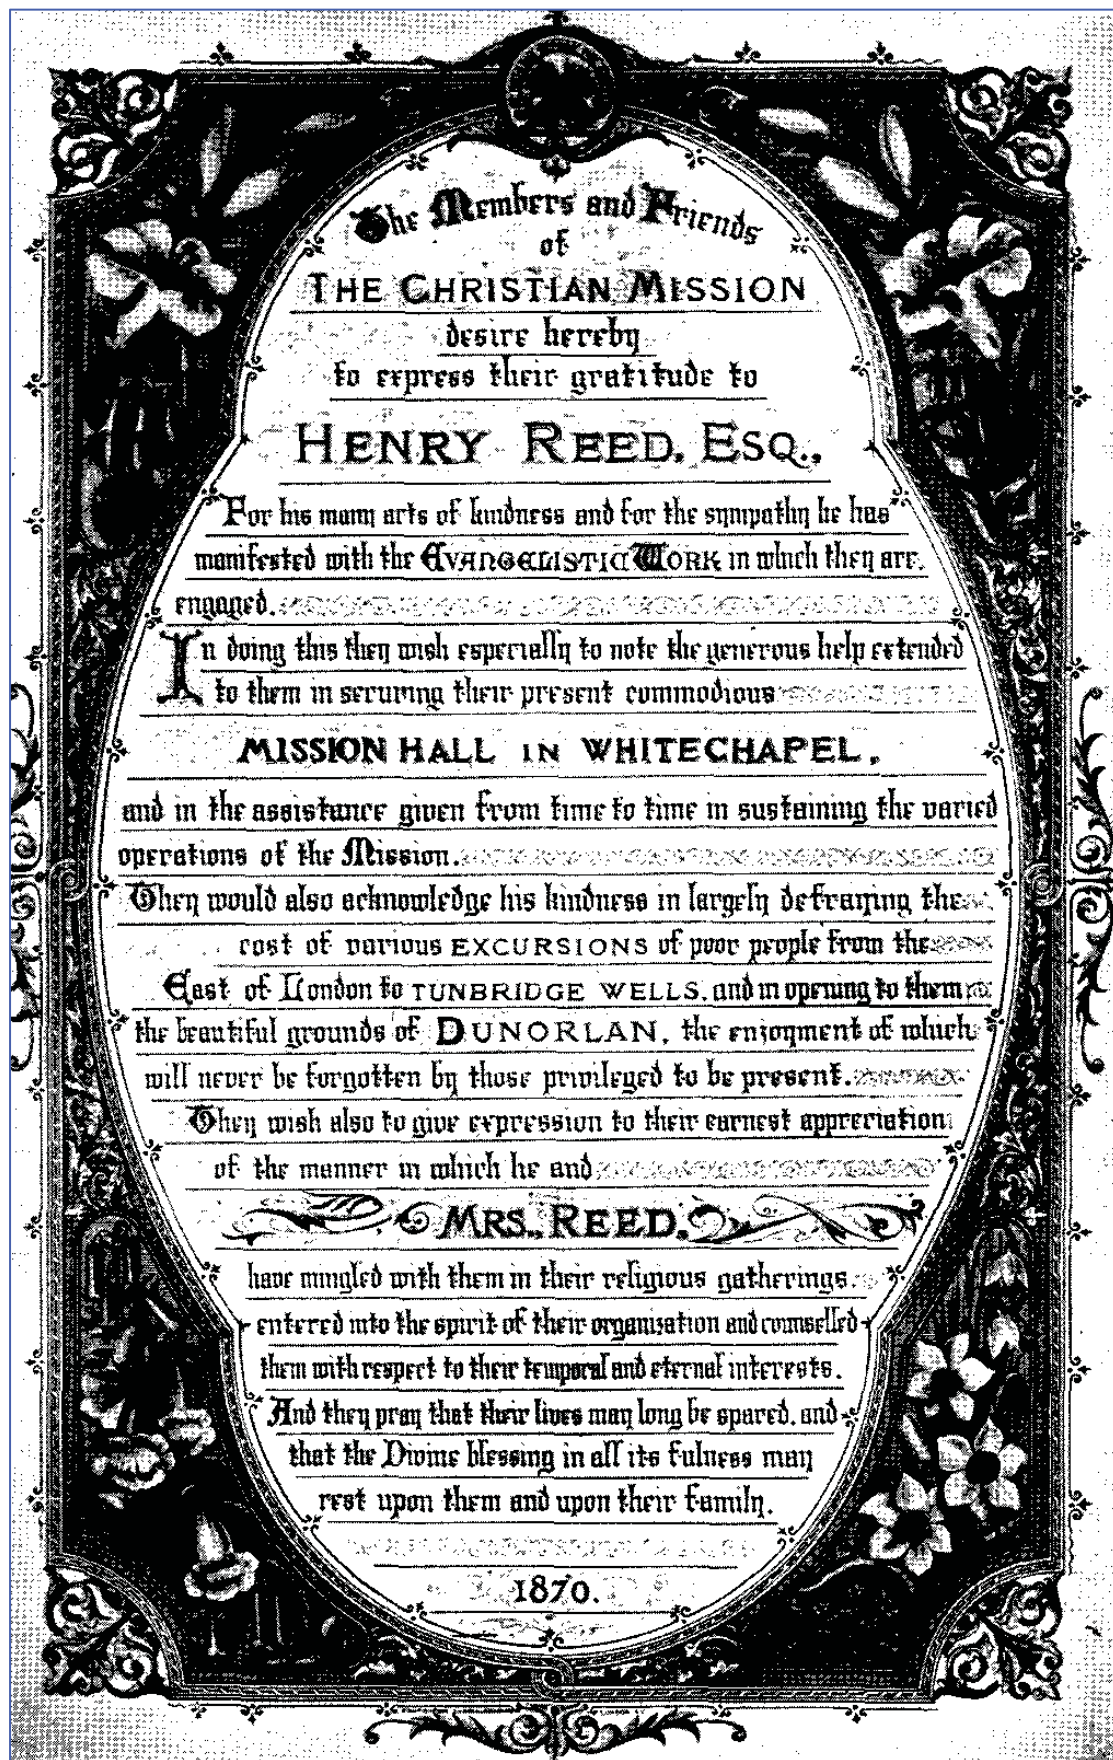 The Members and Friends
of
THE CHRISTIAN MISSION
desire hereby
to express their gratitude to
HENRY REED, ESQ.,
For his many acts of kindness and for the sympathy he has
manifested with the EVANGELISTIC WORK in which they are
engaged.
In doing this they wish especially to note the generous help extended
to them in securing their present commodious
MISSION HALL IN WHITECHAPEL,
and in the assistance given from time to time in sustaining the varied
operations of the Mission.
They would also acknowledge his kindness in largely defraying the
cost of various EXCURSIONS of poor people from the
East of London to TUNBRIDGE WELLS, and in opening to them
the beautiful grounds of DUNORLAN, the enjoyment of which
will never be forgotten by those privileged to be present.
They wish also to give expression to their earnest appreciation
of the manner in which he and
MRS., REED,
have mingled with them in their religious gatherings,
entered into the spirit of their organization and counselled
them with respect to their temporal and eternal interests.
And they pray that their lives may long be spared, and
that the Divine blessing in all its fulness may
rest upon them and upon their family.
1870.